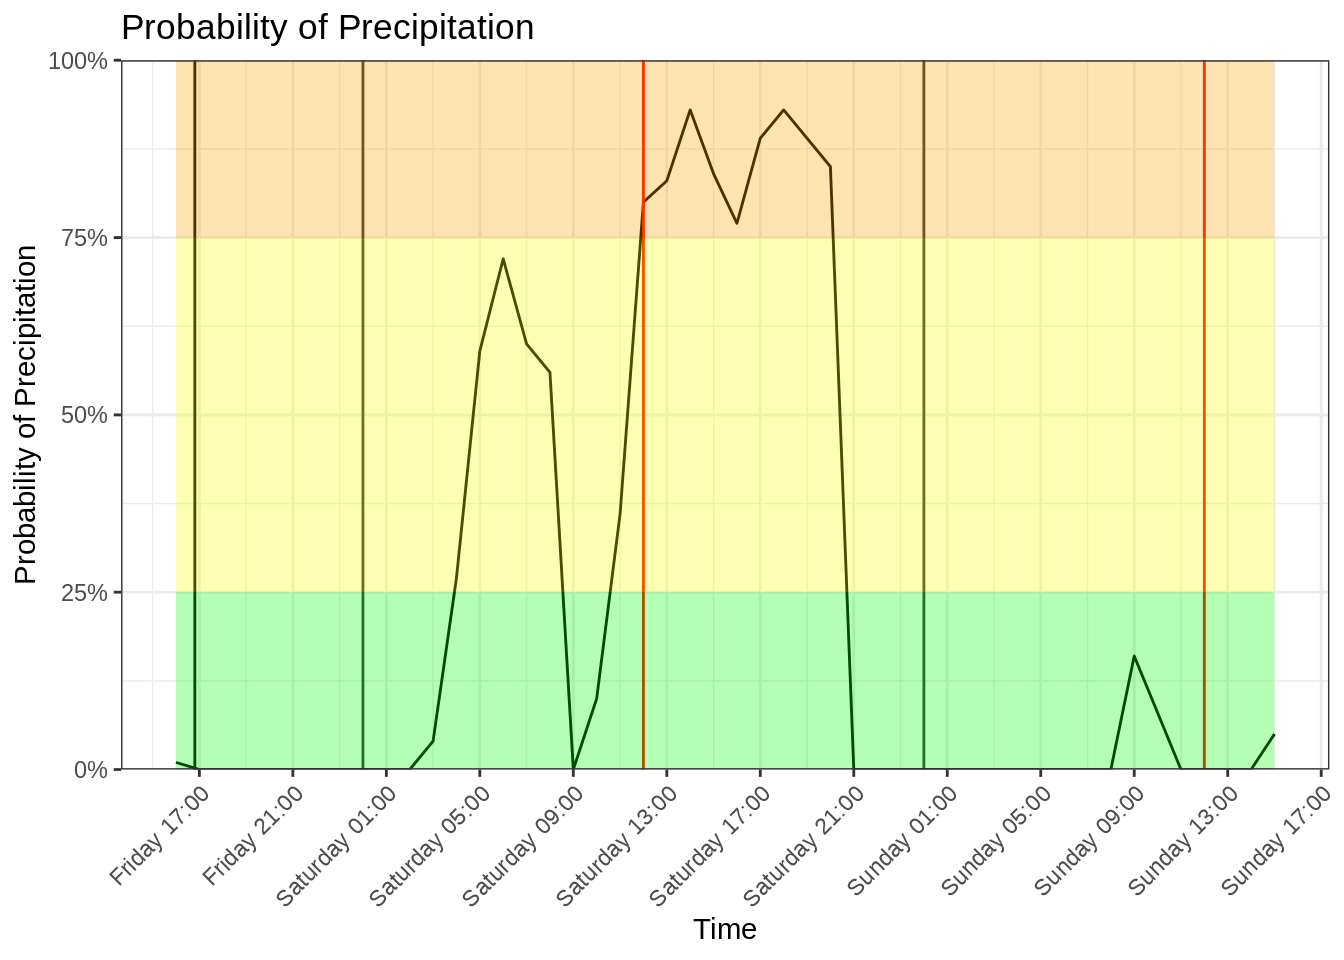 Probability of Precipitation
Probability of Precipitation
100%
75%
50%
25%
0%
Friday 17:00
Friday 21:00
Saturday 01:00
Saturday 05:00
Saturday 09:00
Saturday 13:00
Saturday 17:00
Saturday 21:00
Sunday 01:00
Sunday 05:00
Sunday 09:00
Sunday 13:00
Sunday 17:00
Time